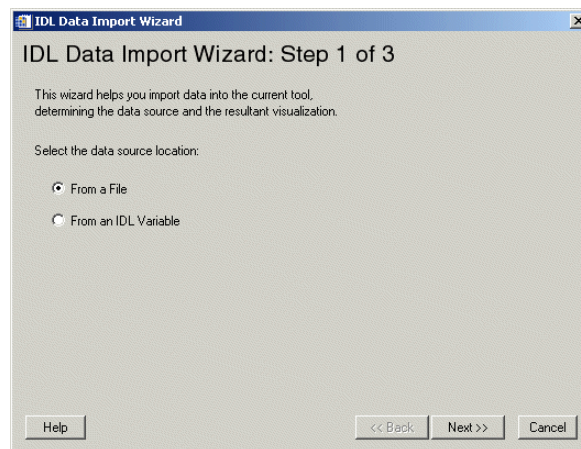 IDL Data Import Wizard
IDL Data Import Wizard: Step 1 of 3
This wizard helps you import data into the current tool,
determining the data source and the resultant visualization.
Select the data source location:
From a File
From an IDL Variable
Help
<< Back
Next >>
Cancel